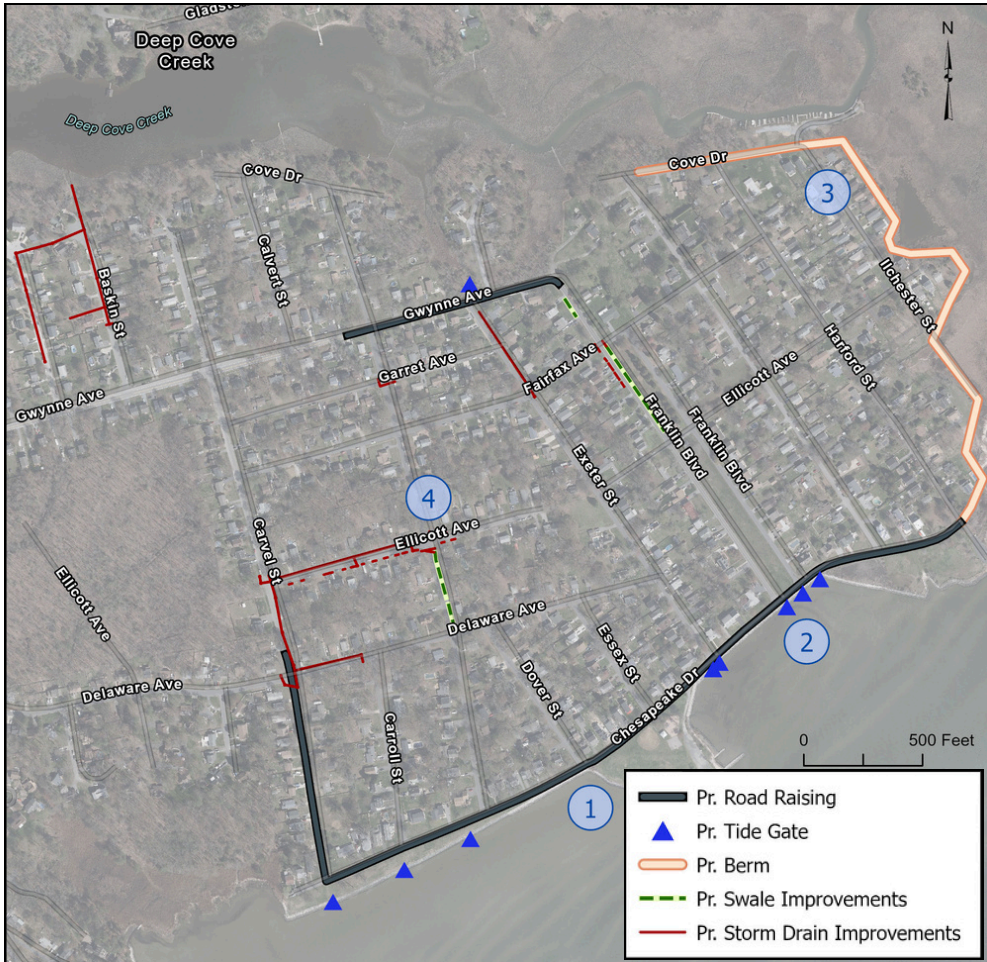 Gladst
Deep Cove
Creek
N
Deep Cove Creek
Cove Dr
Cove Dr
3
Baskin St
Calvert St
Ilchester St
Gwynne Ave
Harford St
Garret Ave
Fairfax Ave
Ellicott Ave
Gwynne Ave
Franklin Blvd
Franklin Blvd
Exeter St
4
Ellicott Ave
Carvel St
Ellicott Ave
Delaware Ave
Essex St
2
Delaware Ave
Dover St
Chesapeake Dr
Carroll St
0 500 Feet
1
Pr. Road Raising
Pr. Tide Gate
Pr. Berm
Pr. Swale Improvements
Pr. Storm Drain Improvements